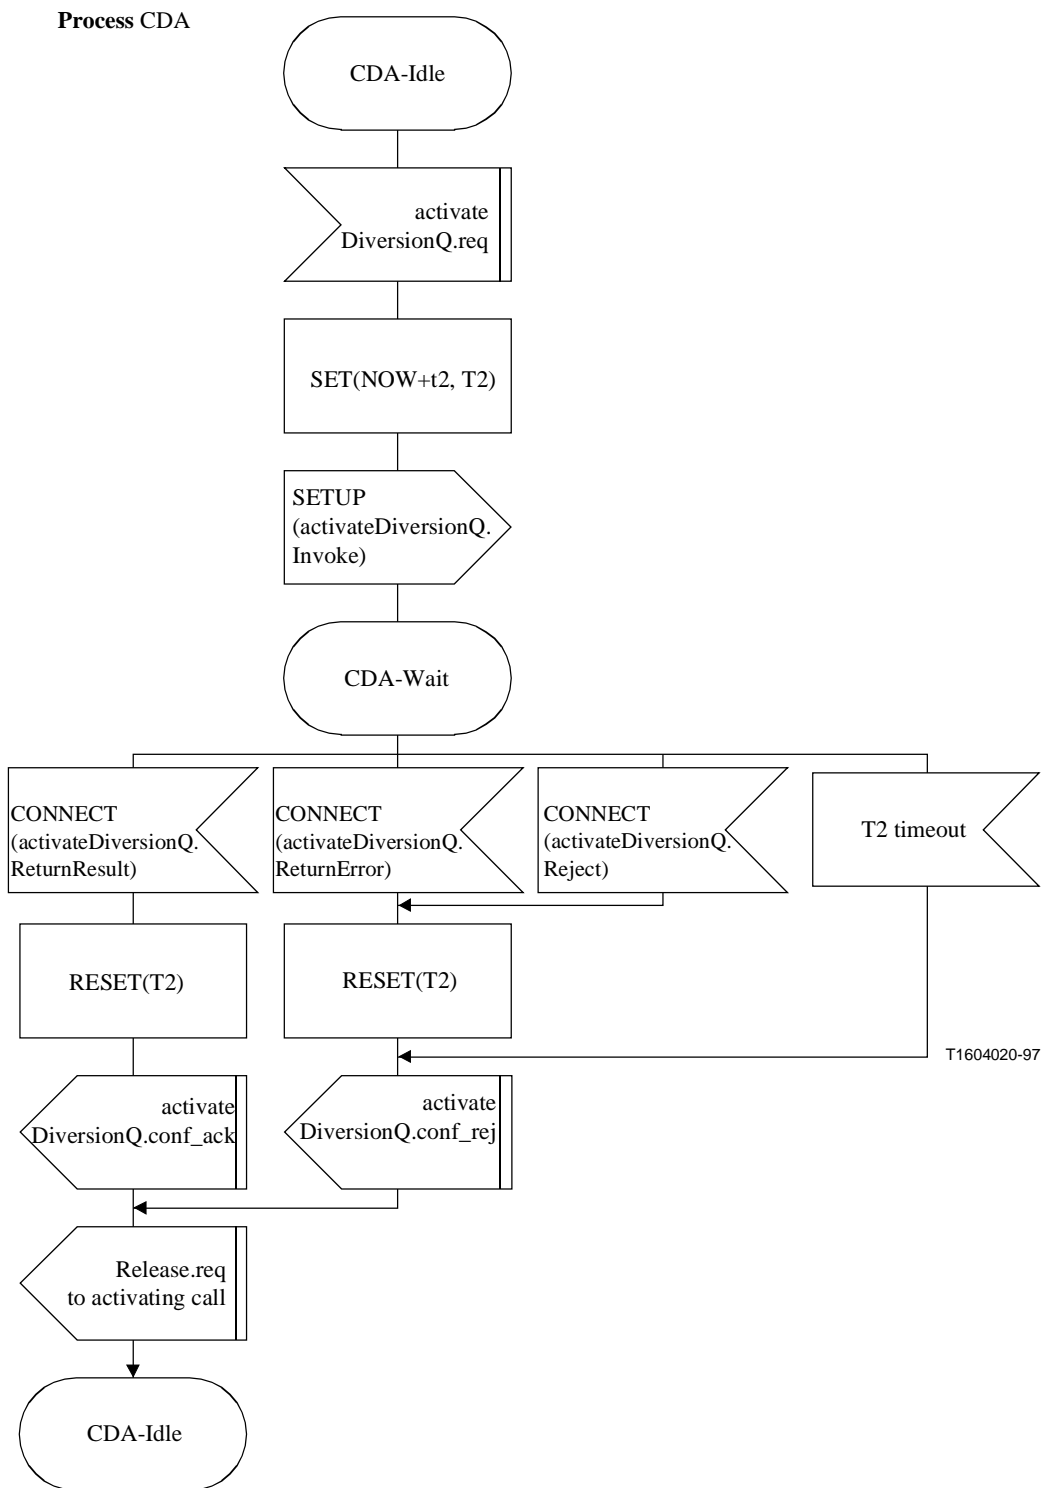 Process CDA
CDA-Idle
activate
DiversionQ.req
SET(NOW+t2, T2)
SETUP
(activateDiversionQ.
Invoke)
CDA-Wait
CONNECT
(activateDiversionQ.
ReturnResult)
CONNECT
(activateDiversionQ.
ReturnError)
CONNECT
(activateDiversionQ.
Reject)
T2 timeout
RESET(T2)
RESET(T2)
T1604020-97
activate
DiversionQ.conf_ack
activate
DiversionQ.conf_rej
Release.req
to activating call
CDA-Idle